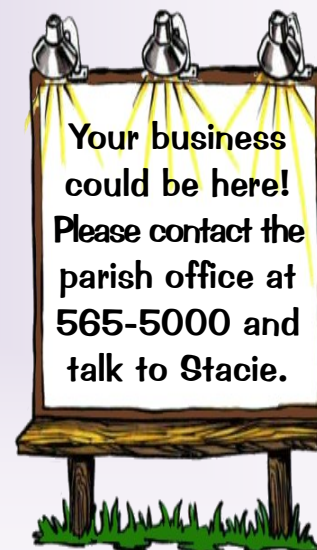 Your business
could be here!
Please contact the
parish office at
565-5000 and
talk to Stacie.